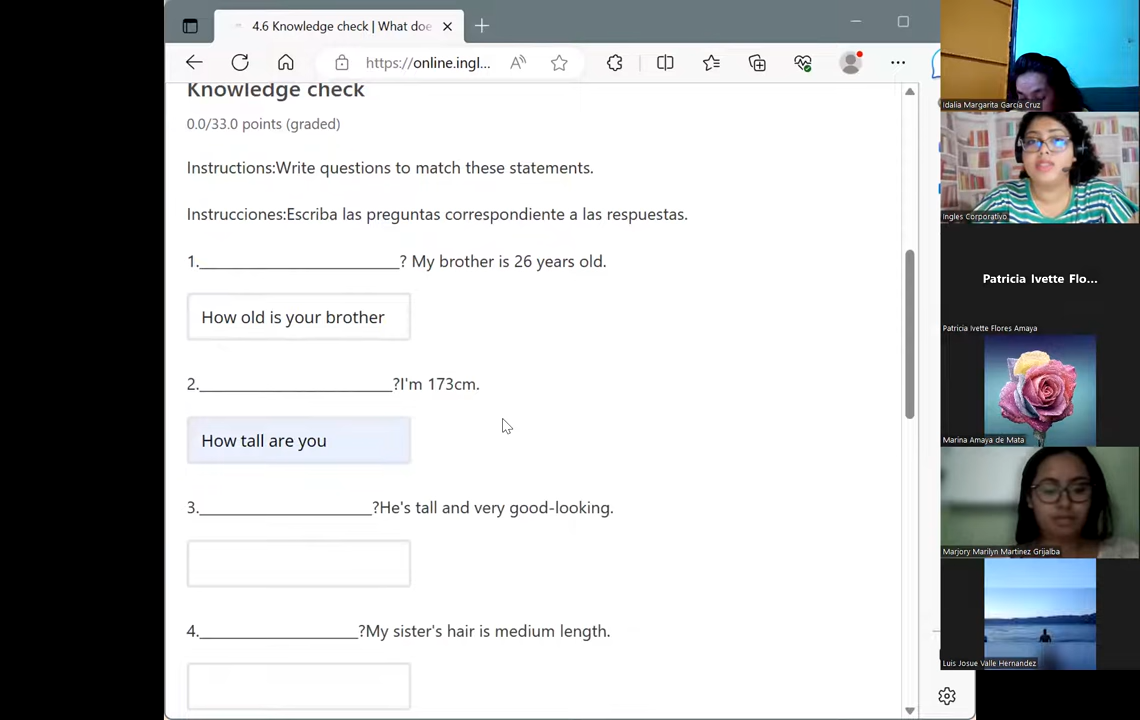 4.6 Knowledge check | What doe
https://online.ingl...
Knowledge check
0.0/33.0 points (graded)
Instructions:Write questions to match these statements.
Instrucciones:Escriba las preguntas correspondiente a las respuestas.
1._______________________? My brother is 26 years old.
How old is your brother
2.______________________?I'm 173cm.
How tall are you
3.____________________?He's tall and very good-looking.
4.__________________?My sister's hair is medium length.
Idalia Margarita García Cruz
Ingles Corporativo
Patricia Ivette Flo...
Patricia Ivette Flores Amaya
Marina Amaya de Mata
Marjory Marilyn Martinez Grijalba
Luis Josue Valle Hernandez